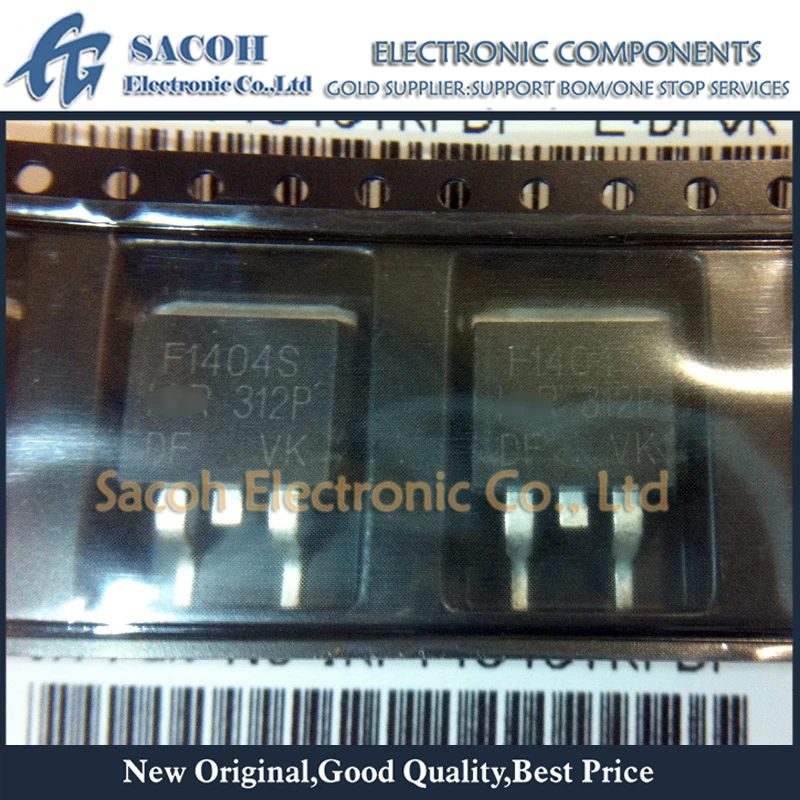 SACOH
Electronic Co.,Ltd
ELECTRONIC COMPONENTS
GOLD SUPPLIER:SUPPORT BOM/ONE STOP SERVICES
F1404S
312P
DF VK
312P
DF VK
Sacoh Electronic Co., Ltd
New Original,Good Quality,Best Price